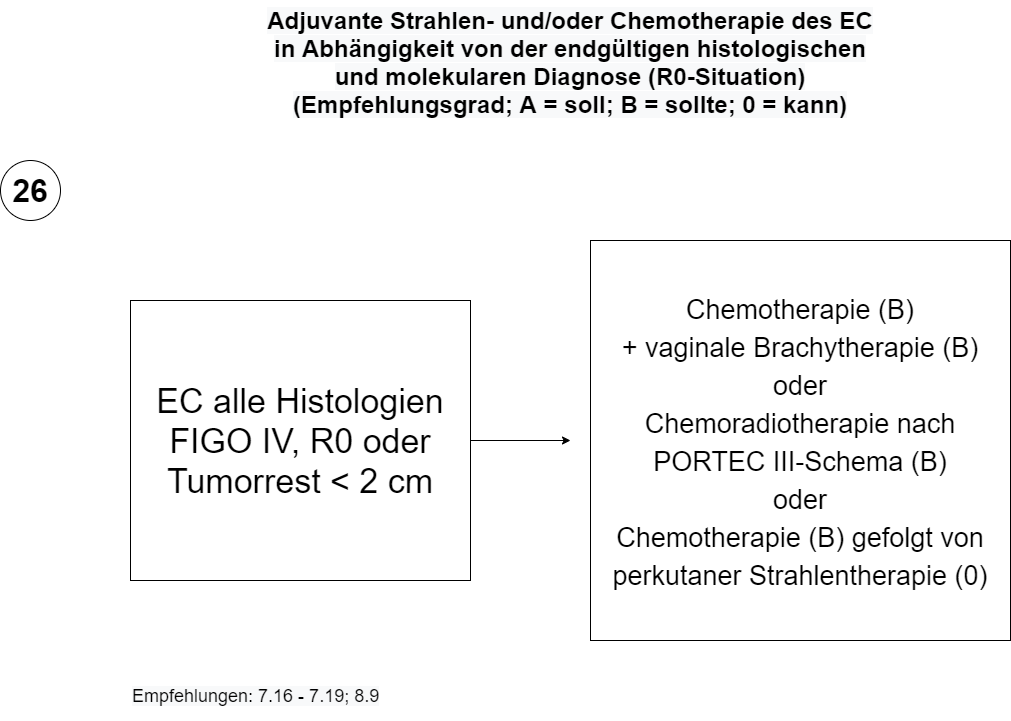 Adjuvante Strahlen- und/oder Chemotherapie des EC
in Abhängigkeit von der endgültigen histologischen
und molekularen Diagnose (R0-Situation)
(Empfehlungsgrad; A = soll; B = sollte; 0 = kann)
26
EC alle Histologien
FIGO IV, R0 oder
Tumorrest < 2 cm
Chemotherapie (B)
+ vaginale Brachytherapie (B)
oder
Chemoradiotherapie nach
PORTEC III-Schema (B)
oder
Chemotherapie (B) gefolgt von
perkutaner Strahlentherapie (0)
Empfehlungen: 7.16 - 7.19; 8.9